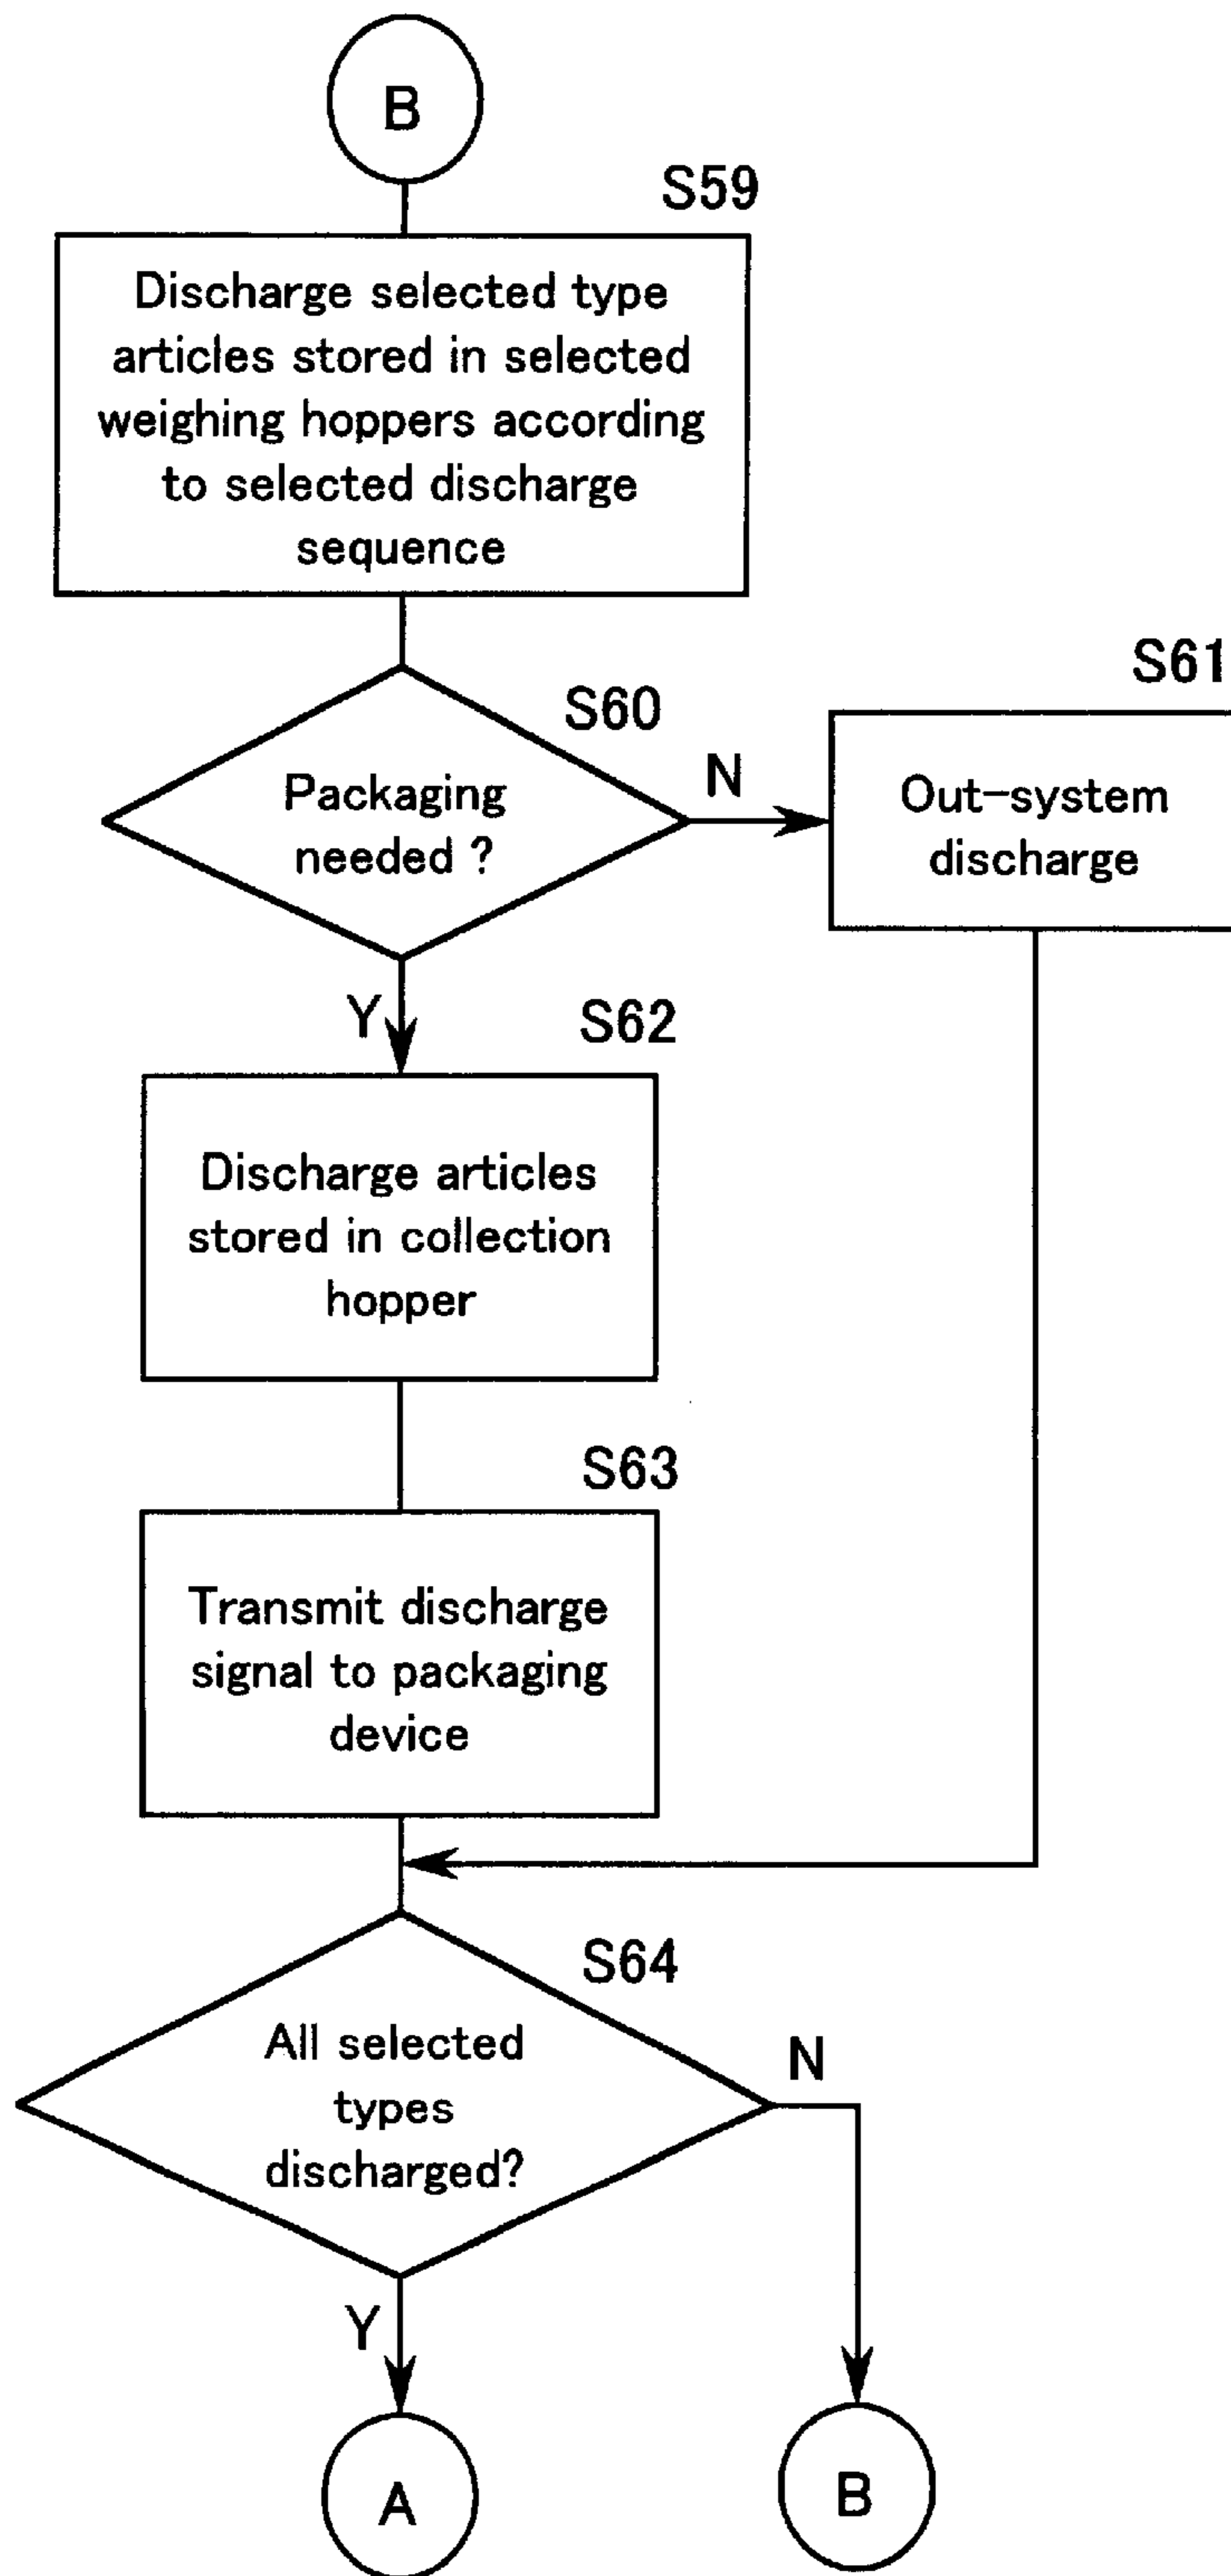 B
S59
Discharge selected type
articles stored in selected
weighing hoppers according
to selected discharge
sequence
S60
Packaging
needed ?
N
S61
Out-system
discharge
Y
S62
Discharge articles
stored in collection
hopper
S63
Transmit discharge
signal to packaging
device
S64
All selected
types
discharged?
N
Y
A
B